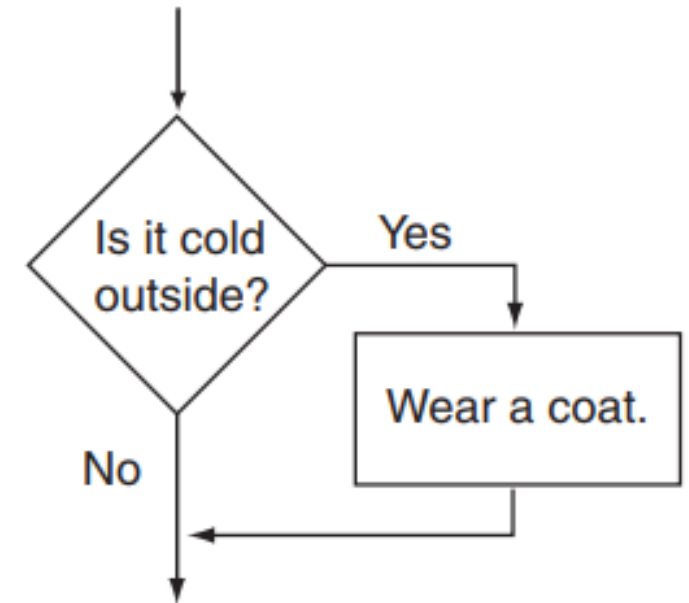 Is it cold
outside?
Yes
Wear a coat.
No